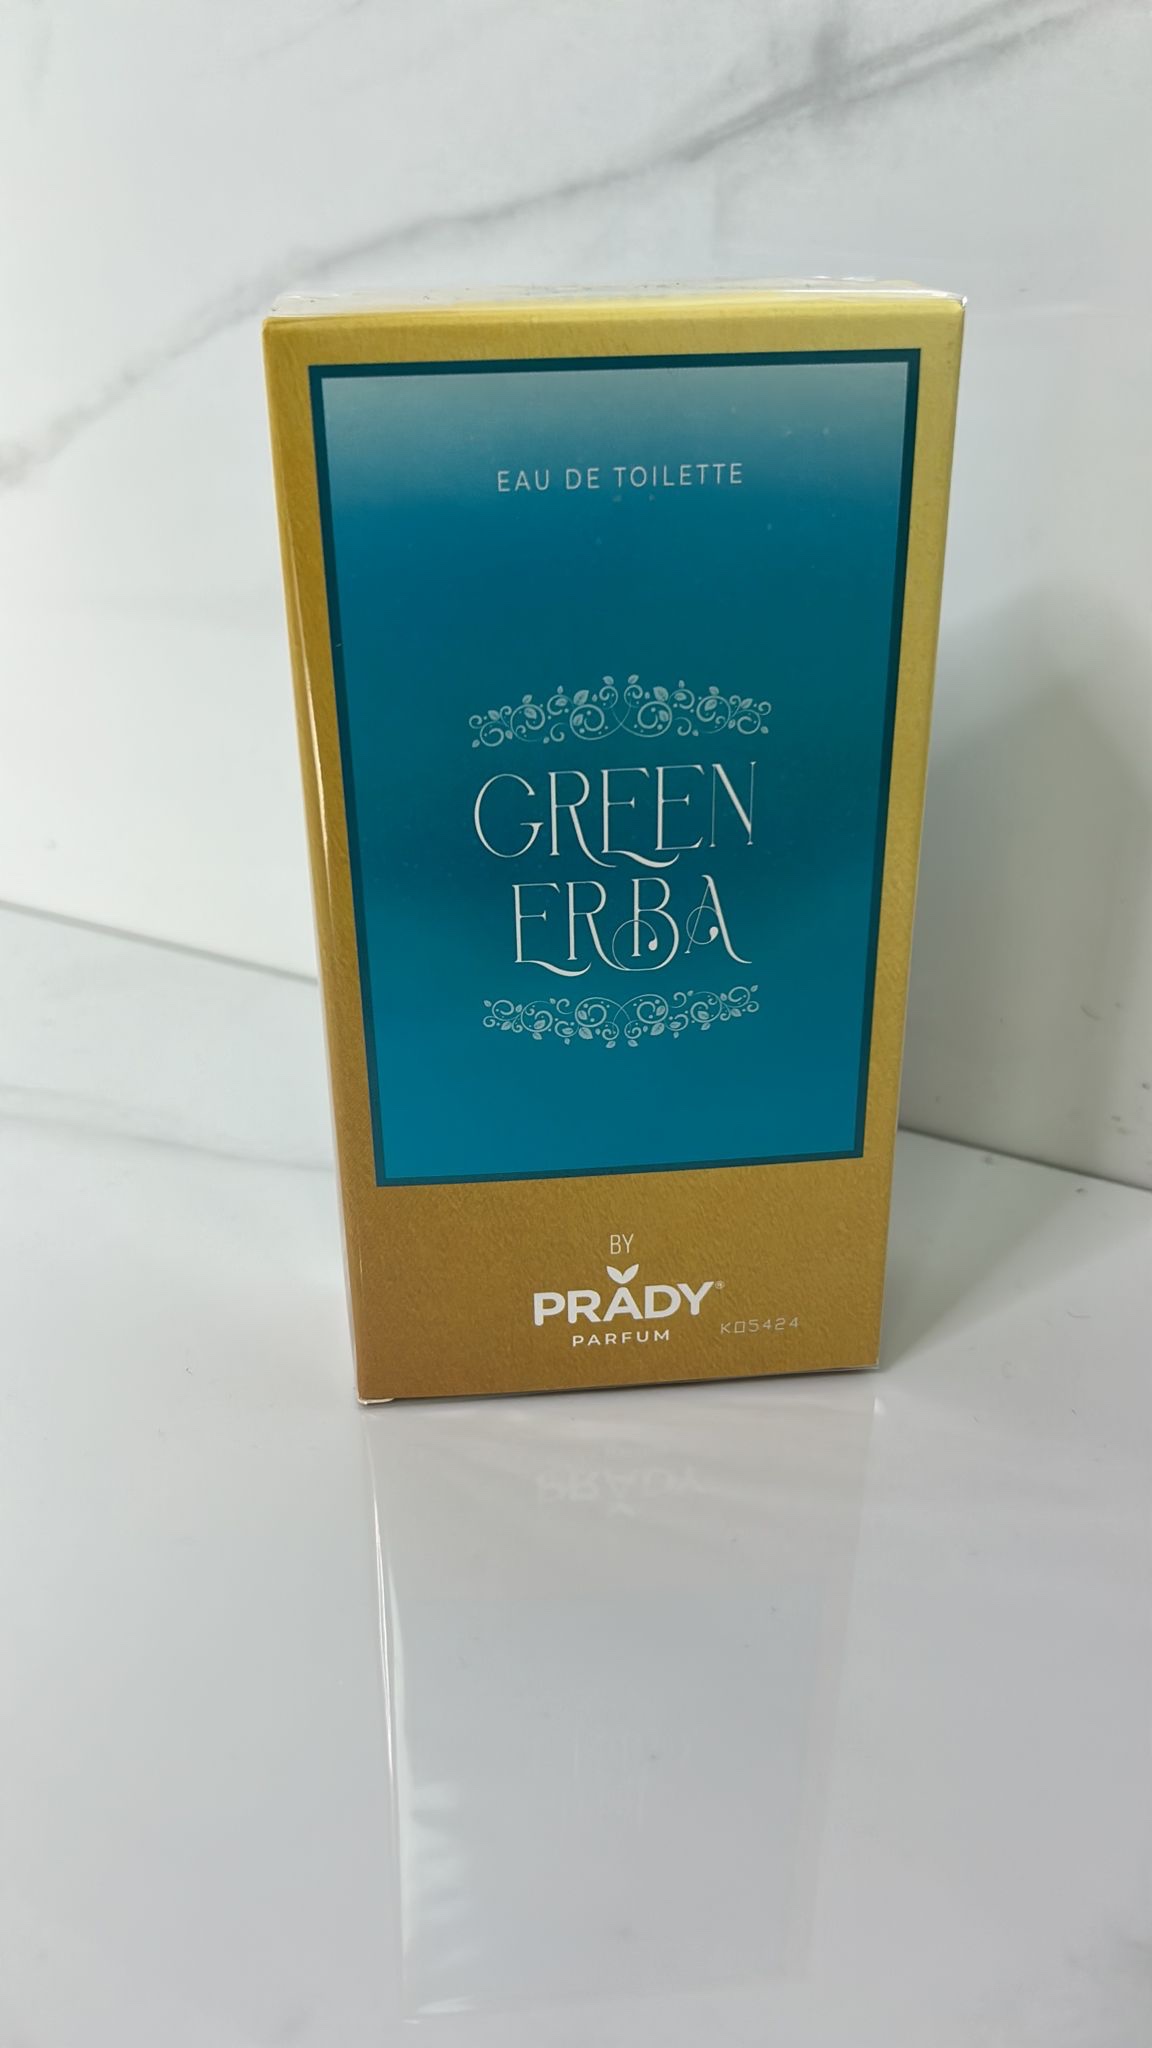 EAU DE TOILETTE
GREEN
ERBA
BY
PRADY®
PARFUM
K05424